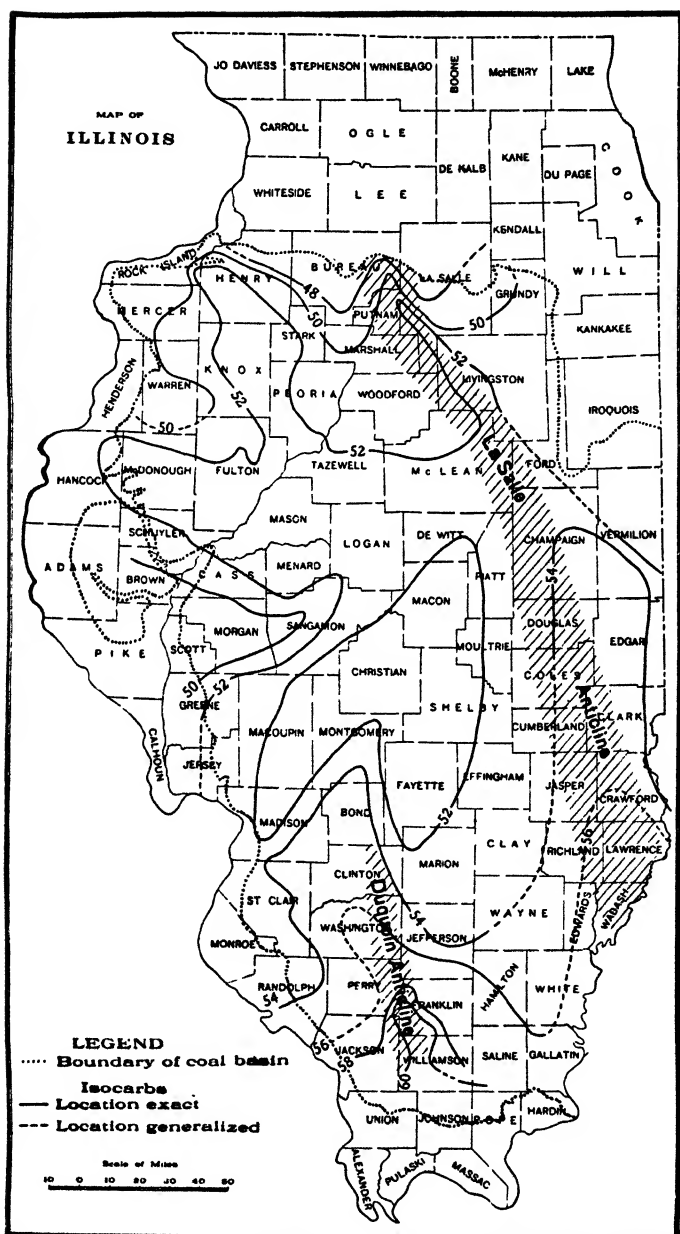 JO DAVIESS STEPHENSON WINNEBAGO BOONE McHENRY LAKE
MAP OF
ILLINOIS
CARROLL OGLE DE KALB KANE COOK
DU PAGE
WHITESIDE LEE
KENDALL
ROCK ISLAND HENRY BUREAU LA SALLE WILL
48
GRUNDY
MERCER 50 PUTNAM 50
STARK KANKAKEE
MARSHALL 52
KNOX LIVINGSTON
HENDERSON WARREN 52 PEORIA WOODFORD
IROQUOIS
50
52
HANCOCK McDONOUGH FULTON TAZEWELL McLEAN La Salle FORD
MASON
SCHUYLER LOGAN DE WITT CHAMPAIGN VERMILION
ADAMS BROWN CASS MENARD PIATT 54
MACON
MORGAN SANGAMON DOUGLAS
PIKE SCOTT MOULTRIE EDGAR
CHRISTIAN COLES
50 52
GREENE SHELBY Anticline
CALHOUN MACOUPIN MONTGOMERY CUMBERLAND CLARK
JERSEY
FAYETTE EFFINGHAM JASPER
CRAWFORD
MADISON BOND 52 56
CLAY RICHLAND LAWRENCE
MARION
CLINTON
ST CLAIR Duquoin Anticline 54 WAYNE EDWARDS WABASH
WASHINGTON
MONROE JEFFERSON
RANDOLPH PERRY HAMILTON WHITE
54 FRANKLIN
56
JACKSON WILLIAMSON SALINE GALLATIN
58
60
UNION JOHNSON POPE HARDIN
ALEXANDER PULASKI MASSAC
LEGEND
Boundary of coal basin
Isocarbs
Location exact
Location generalized
Scale of Miles
10 0 10 20 30 40 50